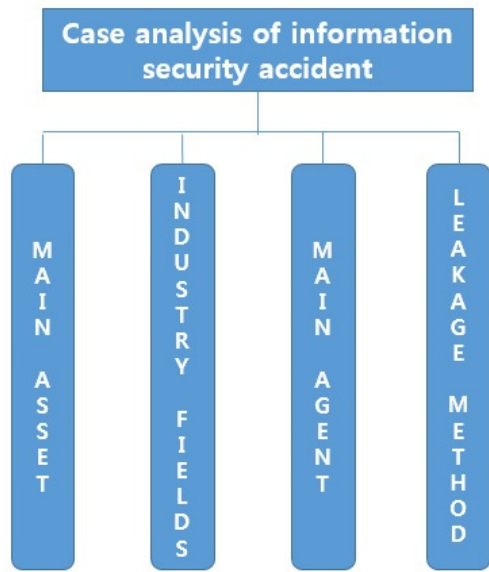 Case analysis of information
security accident
MAIN ASSET
INDUSTRY FIELDS
MAIN AGENT
LEAKAGE METHOD